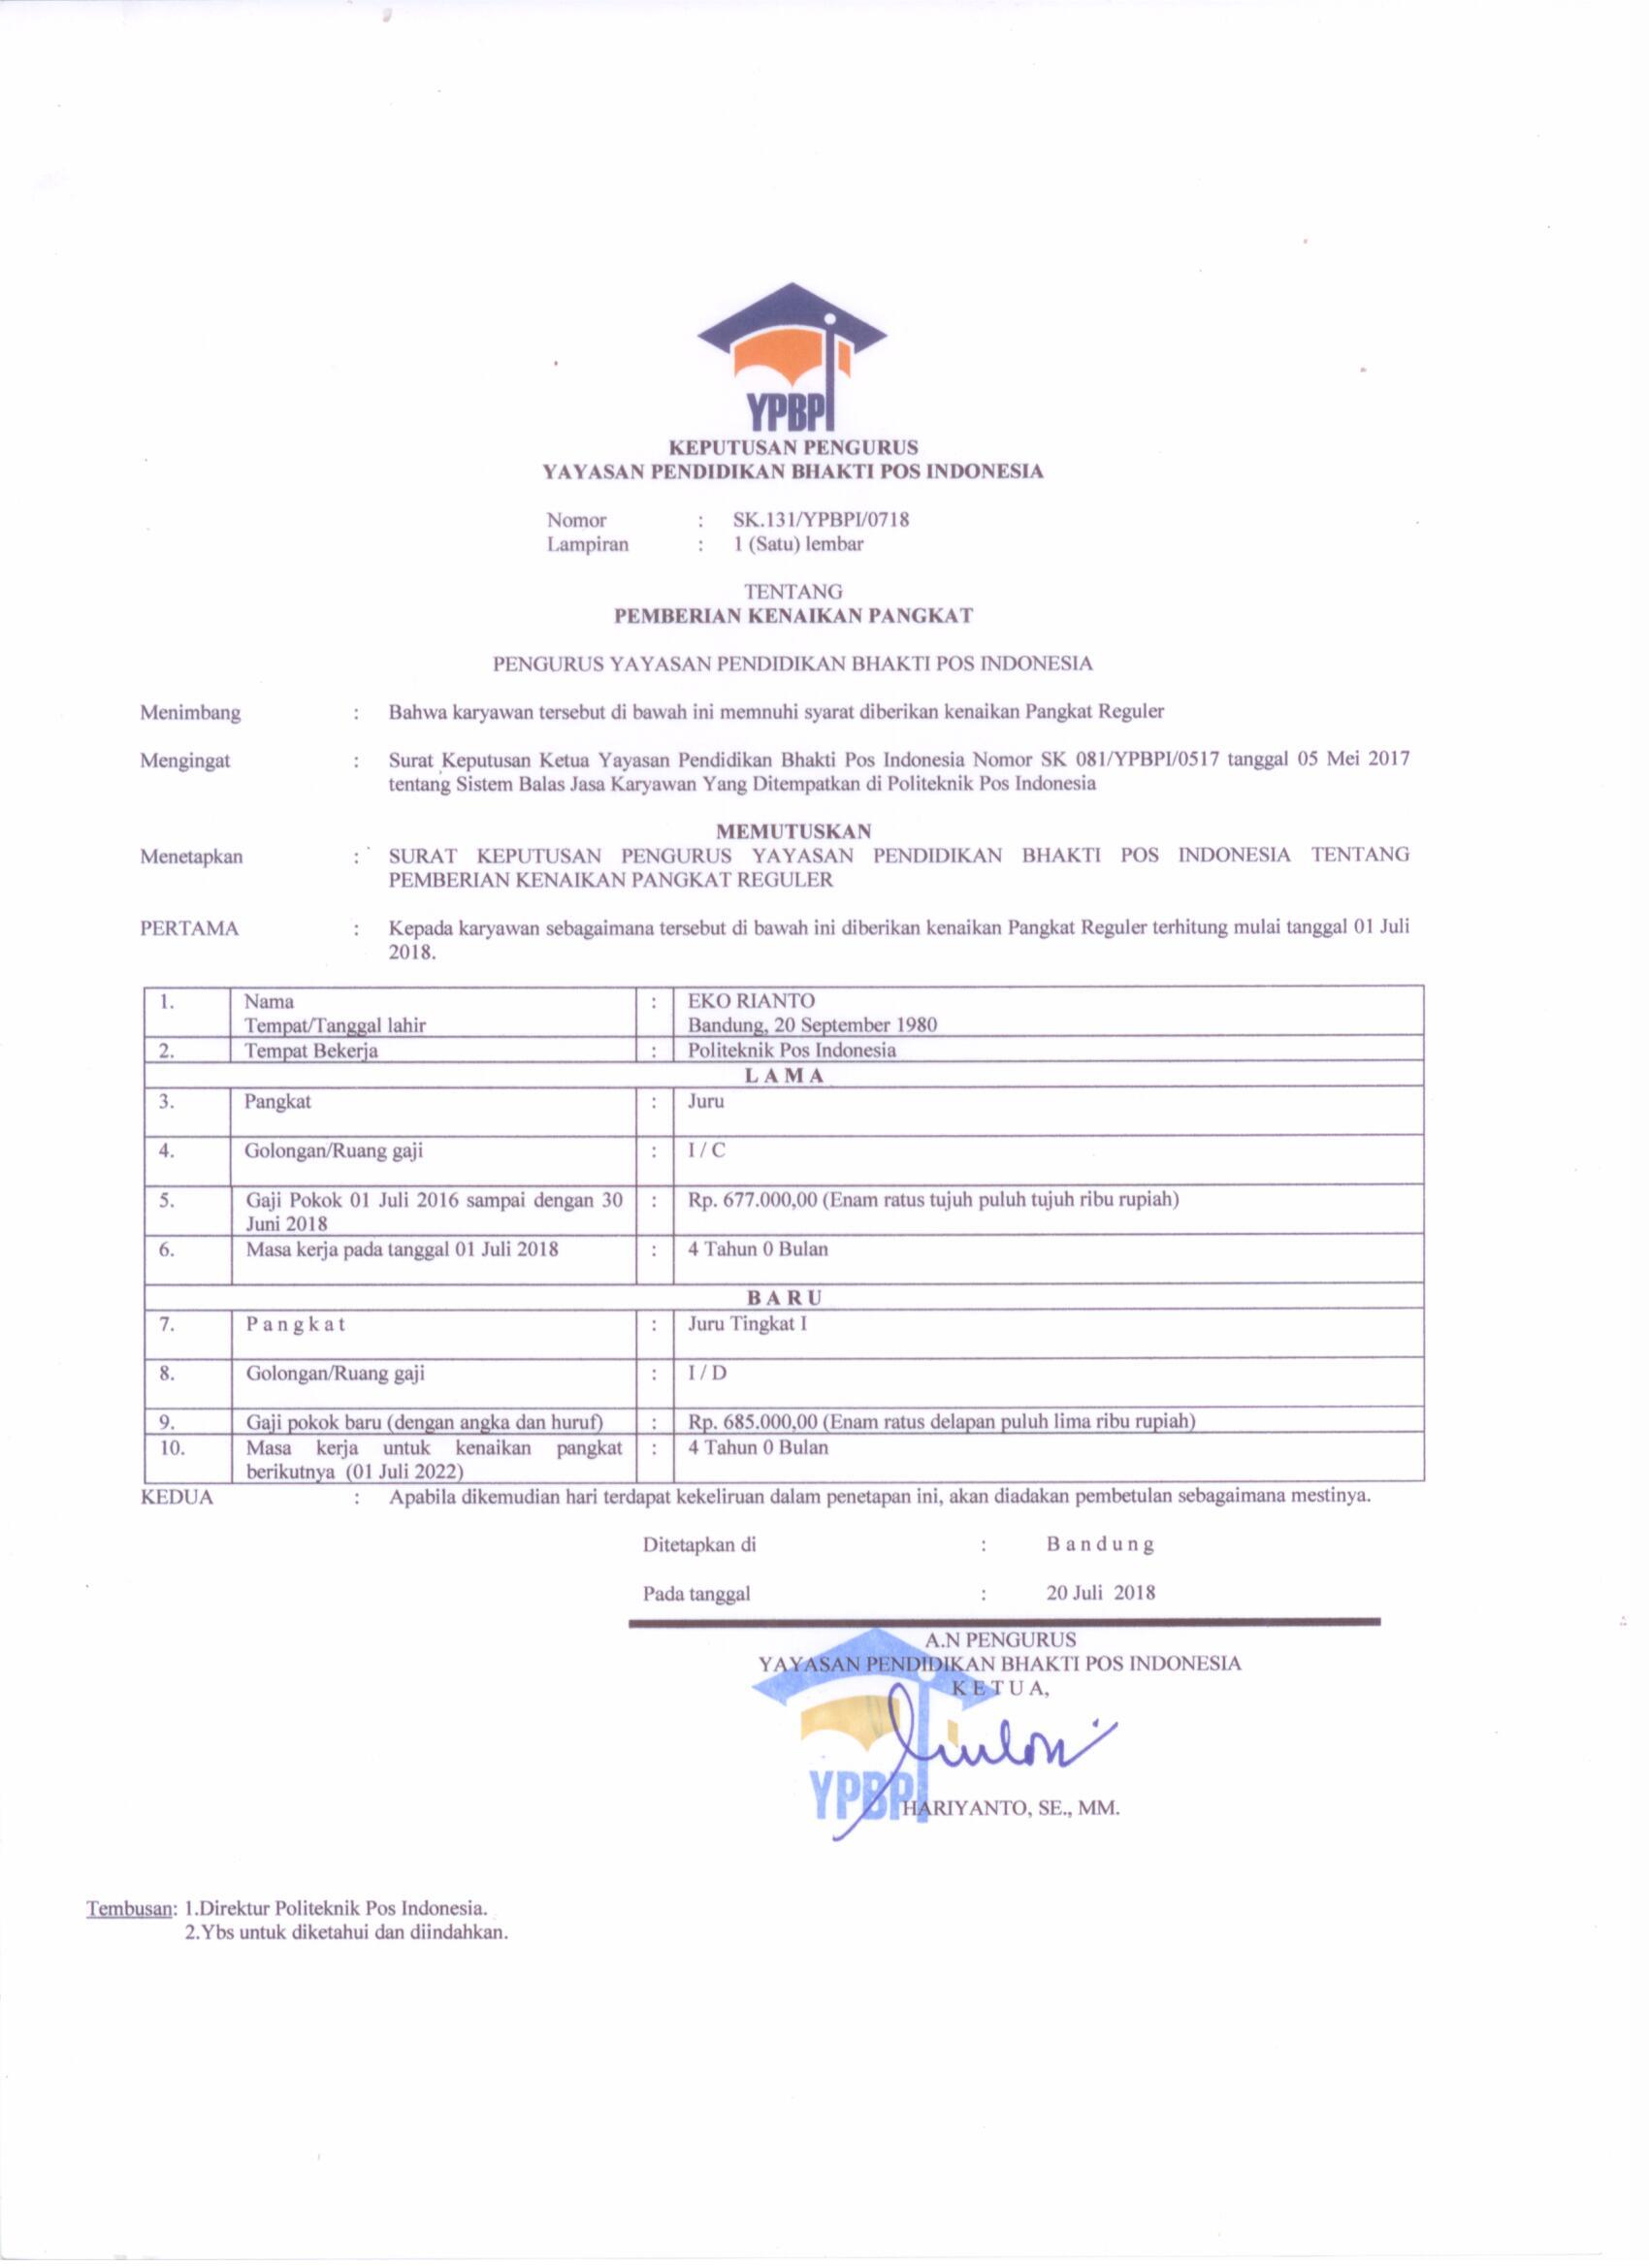 YPBPI
KEPUTUSAN PENGURUS
YAYASAN PENDIDIKAN BHAKTI POS INDONESIA
Nomor : SK.131/YPBPI/0718
Lampiran : 1 (Satu) lembar
TENTANG
PEMBERIAN KENAIKAN PANGKAT
PENGURUS YAYASAN PENDIDIKAN BHAKTI POS INDONESIA
Menimbang : Bahwa karyawan tersebut di bawah ini memnuhi syarat diberikan kenaikan Pangkat Reguler
Mengingat : Surat Keputusan Ketua Yayasan Pendidikan Bhakti Pos Indonesia Nomor SK 081/YPBPI/0517 tanggal 05 Mei 2017
tentang Sistem Balas Jasa Karyawan Yang Ditempatkan di Politeknik Pos Indonesia
MEMUTUSKAN
Menetapkan : SURAT KEPUTUSAN PENGURUS YAYASAN PENDIDIKAN BHAKTI POS INDONESIA TENTANG
PEMBERIAN KENAIKAN PANGKAT REGULER
PERTAMA : Kepada karyawan sebagaimana tersebut di bawah ini diberikan kenaikan Pangkat Reguler terhitung mulai tanggal 01 Juli
2018.
1. Nama : EKO RIANTO
Tempat/Tanggal lahir Bandung, 20 September 1980
2. Tempat Bekerja : Politeknik Pos Indonesia
L A M A
3. Pangkat : Juru
4. Golongan/Ruang gaji : I / C
5. Gaji Pokok 01 Juli 2016 sampai dengan 30 : Rp. 677.000,00 (Enam ratus tujuh puluh tujuh ribu rupiah)
Juni 2018
6. Masa kerja pada tanggal 01 Juli 2018 : 4 Tahun 0 Bulan
B A R U
7. P a n g k a t : Juru Tingkat I
8. Golongan/Ruang gaji : I / D
9. Gaji pokok baru (dengan angka dan huruf) : Rp. 685.000,00 (Enam ratus delapan puluh lima ribu rupiah)
10. Masa kerja untuk kenaikan pangkat : 4 Tahun 0 Bulan
berikutnya (01 Juli 2022)
KEDUA : Apabila dikemudian hari terdapat kekeliruan dalam penetapan ini, akan diadakan pembetulan sebagaimana mestinya.
Ditetapkan di : B a n d u n g
Pada tanggal : 20 Juli 2018
A.N PENGURUS
YAYASAN PENDIDIKAN BHAKTI POS INDONESIA
K E T U A,
YPBPI
HARIYANTO, SE., MM.
Tembusan: 1.Direktur Politeknik Pos Indonesia.
2.Ybs untuk diketahui dan diindahkan.